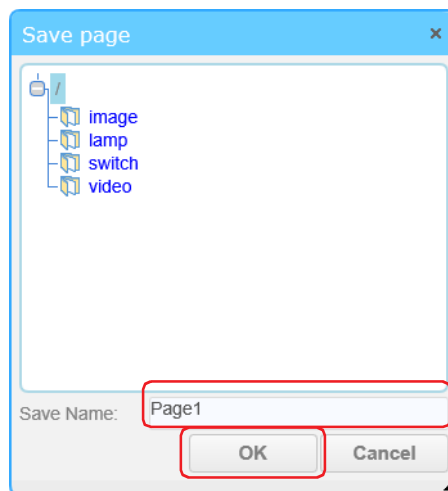 Save page ×
/
image
lamp
switch
video
Save Name: Page1
OK Cancel